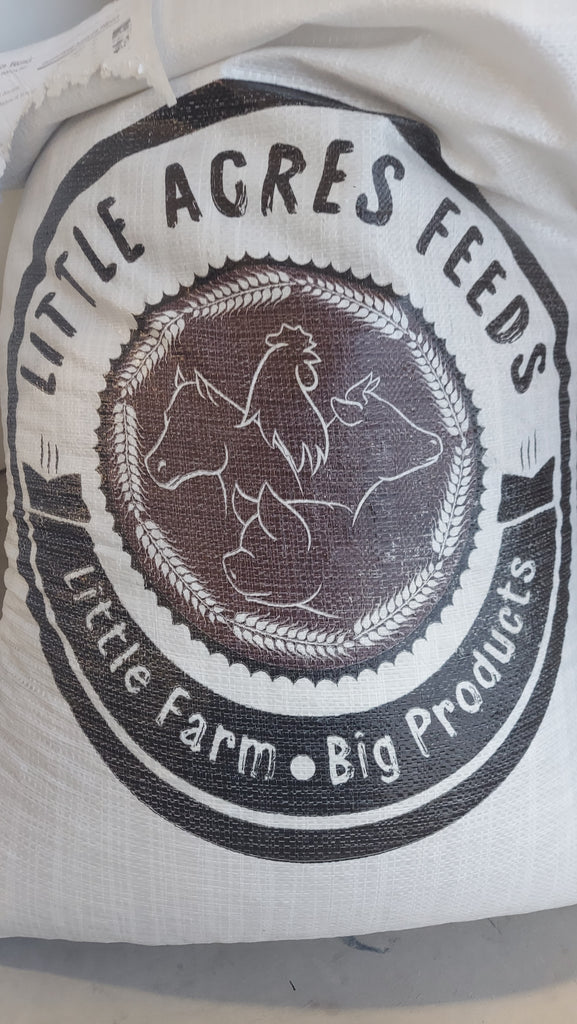 LITTLE ACRES FEEDS
Little Farm • Big Products